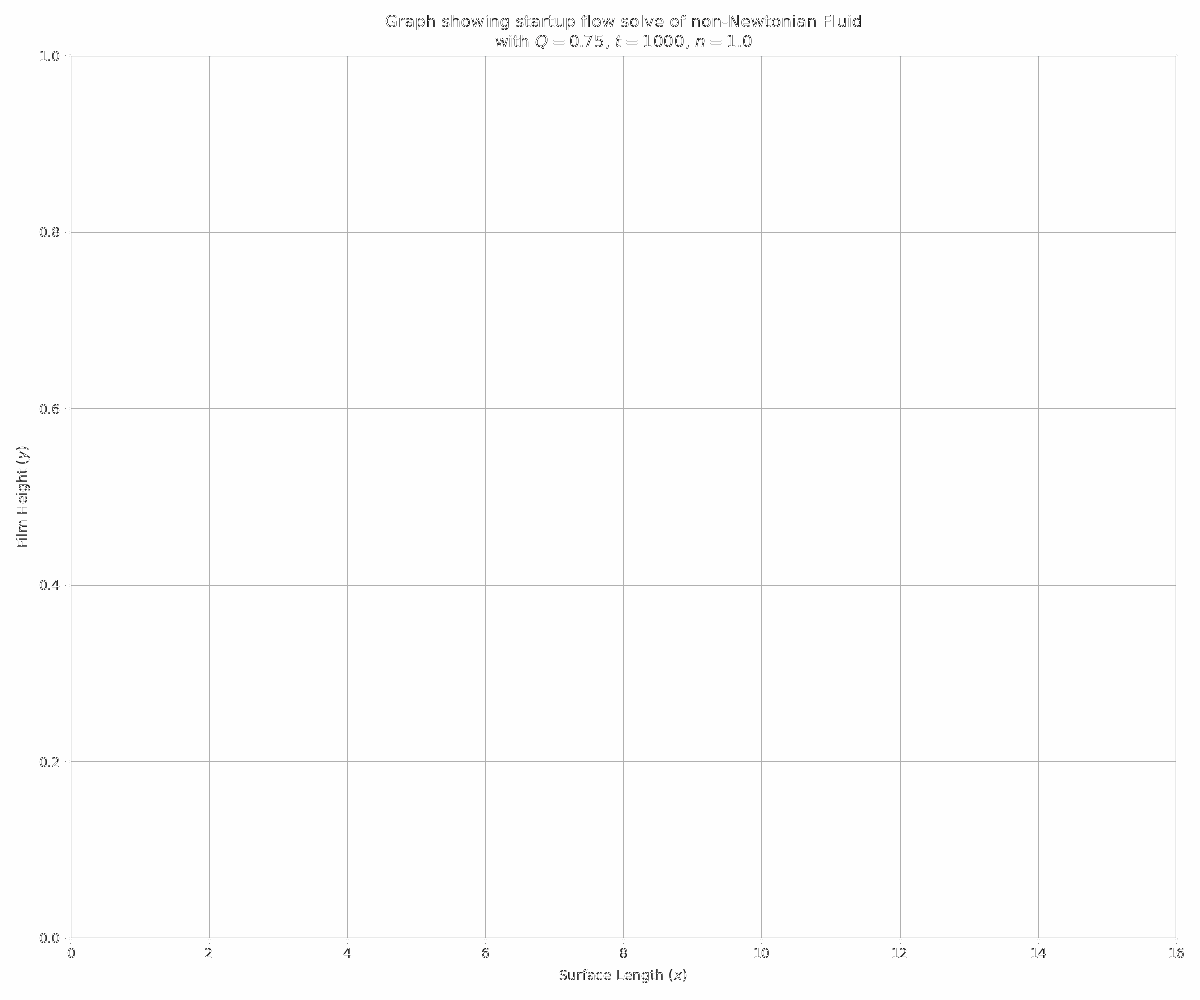 Graph showing startup flow solve of non-Newtonian Fluid
with Q = 0.75, t = 1000, n = 1.0
1.0
0.8
0.6
0.4
0.2
0.0
Film Height (y)
0 2 4 6 8 10 12 14 16
Surface Length (x)